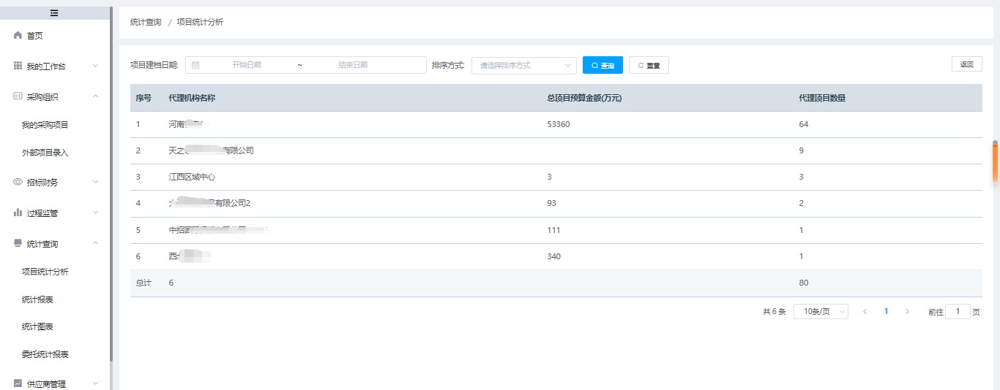 统计查询 / 项目统计分析
首页
我的工作台
采购组织
我的采购项目
外部项目录入
招标财务
过程监管
统计查询
项目统计分析
统计报表
统计图表
委托统计报表
供应商管理
项目建档日期: 开始日期 ~ 结束日期 排序方式: 请选择排序方式 查询 重置 返回
序号 代理机构名称 总项目预算金额(万元) 代理项目数量
1 河南 53360 64
2 天之 有限公司 9
3 江西区域中心 3 3
4 有限公司2 93 2
5 中招国 111 1
6 西 340 1
总计 6 80
共 6 条 10条/页 1 前往 1 页